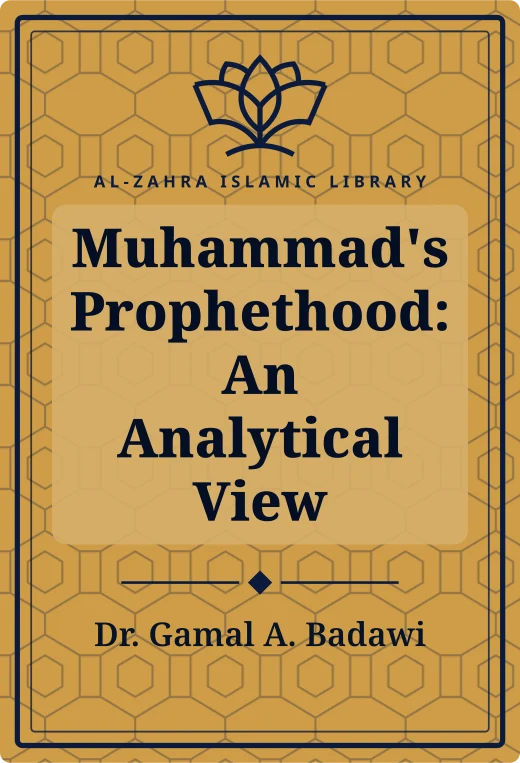 AL-ZAHRA ISLAMIC LIBRARY
Muhammad's
Prophethood:
An
Analytical
View
Dr. Gamal A. Badawi